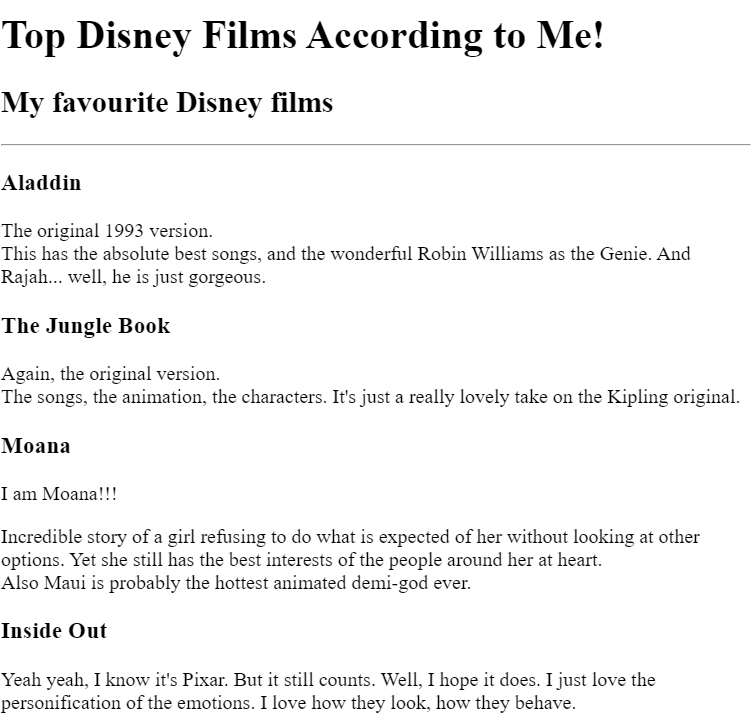 Top Disney Films According to Me!
My favourite Disney films
Aladdin
The original 1993 version.
This has the absolute best songs, and the wonderful Robin Williams as the Genie. And
Rajah... well, he is just gorgeous.
The Jungle Book
Again, the original version.
The songs, the animation, the characters. It's just a really lovely take on the Kipling original.
Moana
I am Moana!!!
Incredible story of a girl refusing to do what is expected of her without looking at other
options. Yet she still has the best interests of the people around her at heart.
Also Maui is probably the hottest animated demi-god ever.
Inside Out
Yeah yeah, I know it's Pixar. But it still counts. Well, I hope it does. I just love the
personification of the emotions. I love how they look, how they behave.